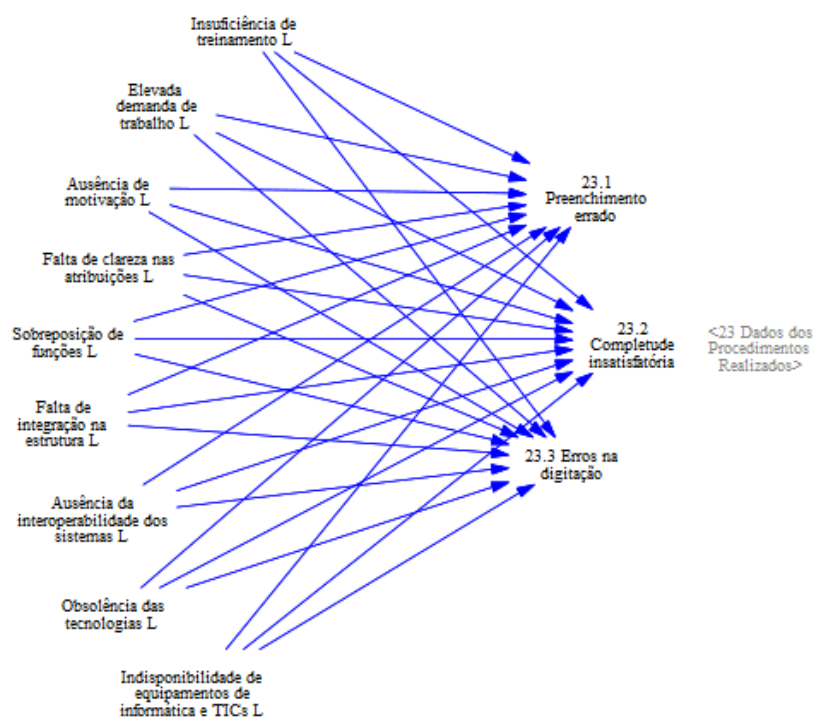 Insuficiência de
treinamento L
Elevada
demanda de
trabalho L
Ausência de
motivação L
Falta de clareza nas
atribuições L
Sobreposição de
funções L
Falta de
integração na
estrutura L
Ausência da
interoperabilidade dos
sistemas L
Obsolência das
tecnologias L
Indisponibilidade de
equipamentos de
informática e TICs L
23.1
Preenchimento
errado
23.2
Completude
insatisfatória
23.3 Erros na
digitação
<23 Dados dos
Procedimentos
Realizados>